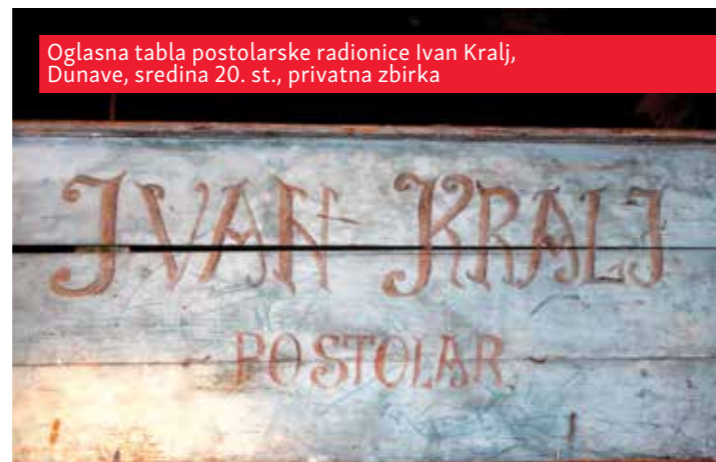 Oglasna tabla postolarske radionice Ivan Kralj,
Dunave, sredina 20. st., privatna zbirka
IVAN KRALJ
POSTOLAR